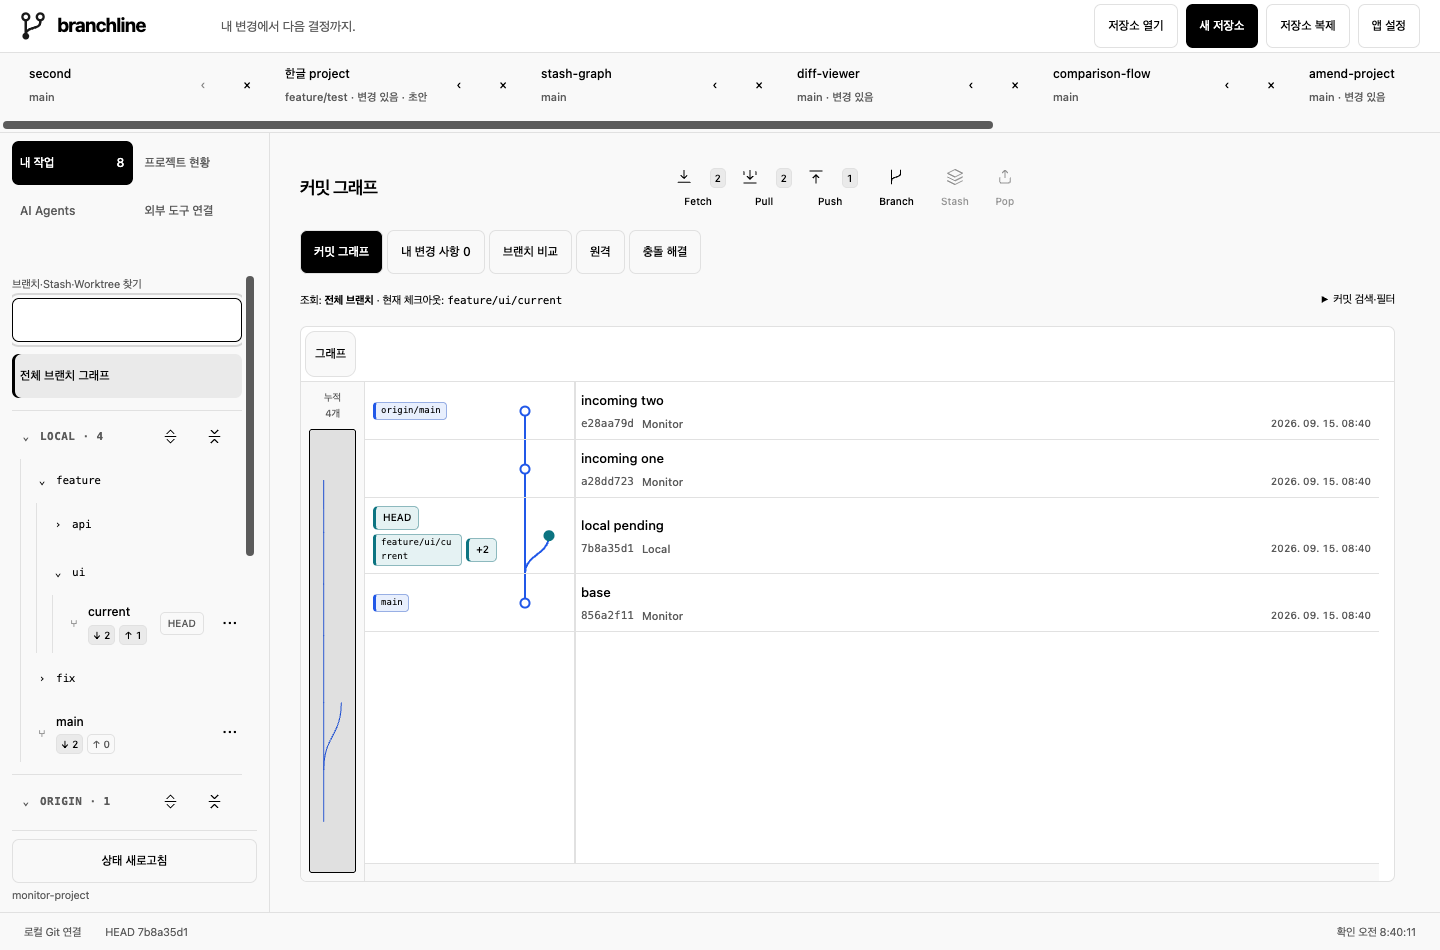 branchline
내 변경에서 다음 결정까지.
저장소 열기
새 저장소
저장소 복제
앱 설정
second
main
한글 project
feature/test · 변경 있음 · 초안
stash-graph
main
diff-viewer
main · 변경 있음
comparison-flow
main
amend-project
main · 변경 있음
내 작업 8
프로젝트 현황
AI Agents
외부 도구 연결
브랜치·Stash·Worktree 찾기
전체 브랜치 그래프
LOCAL · 4
feature
api
ui
current
↓ 2 ↑ 1
HEAD
fix
main
↓ 2 ↑ 0
ORIGIN · 1
상태 새로고침
monitor-project
커밋 그래프
2
Fetch
2
Pull
1
Push
Branch
Stash
Pop
커밋 그래프
내 변경 사항 0
브랜치 비교
원격
충돌 해결
조회: 전체 브랜치 · 현재 체크아웃: feature/ui/current
커밋 검색·필터
그래프
누적
4개
origin/main
incoming two
e28aa79d Monitor
2026. 09. 15. 08:40
incoming one
a28dd723 Monitor
2026. 09. 15. 08:40
HEAD
feature/ui/cu
rrent
+2
local pending
7b8a35d1 Local
2026. 09. 15. 08:40
main
base
856a2f11 Monitor
2026. 09. 15. 08:40
로컬 Git 연결
HEAD 7b8a35d1
확인 오전 8:40:11